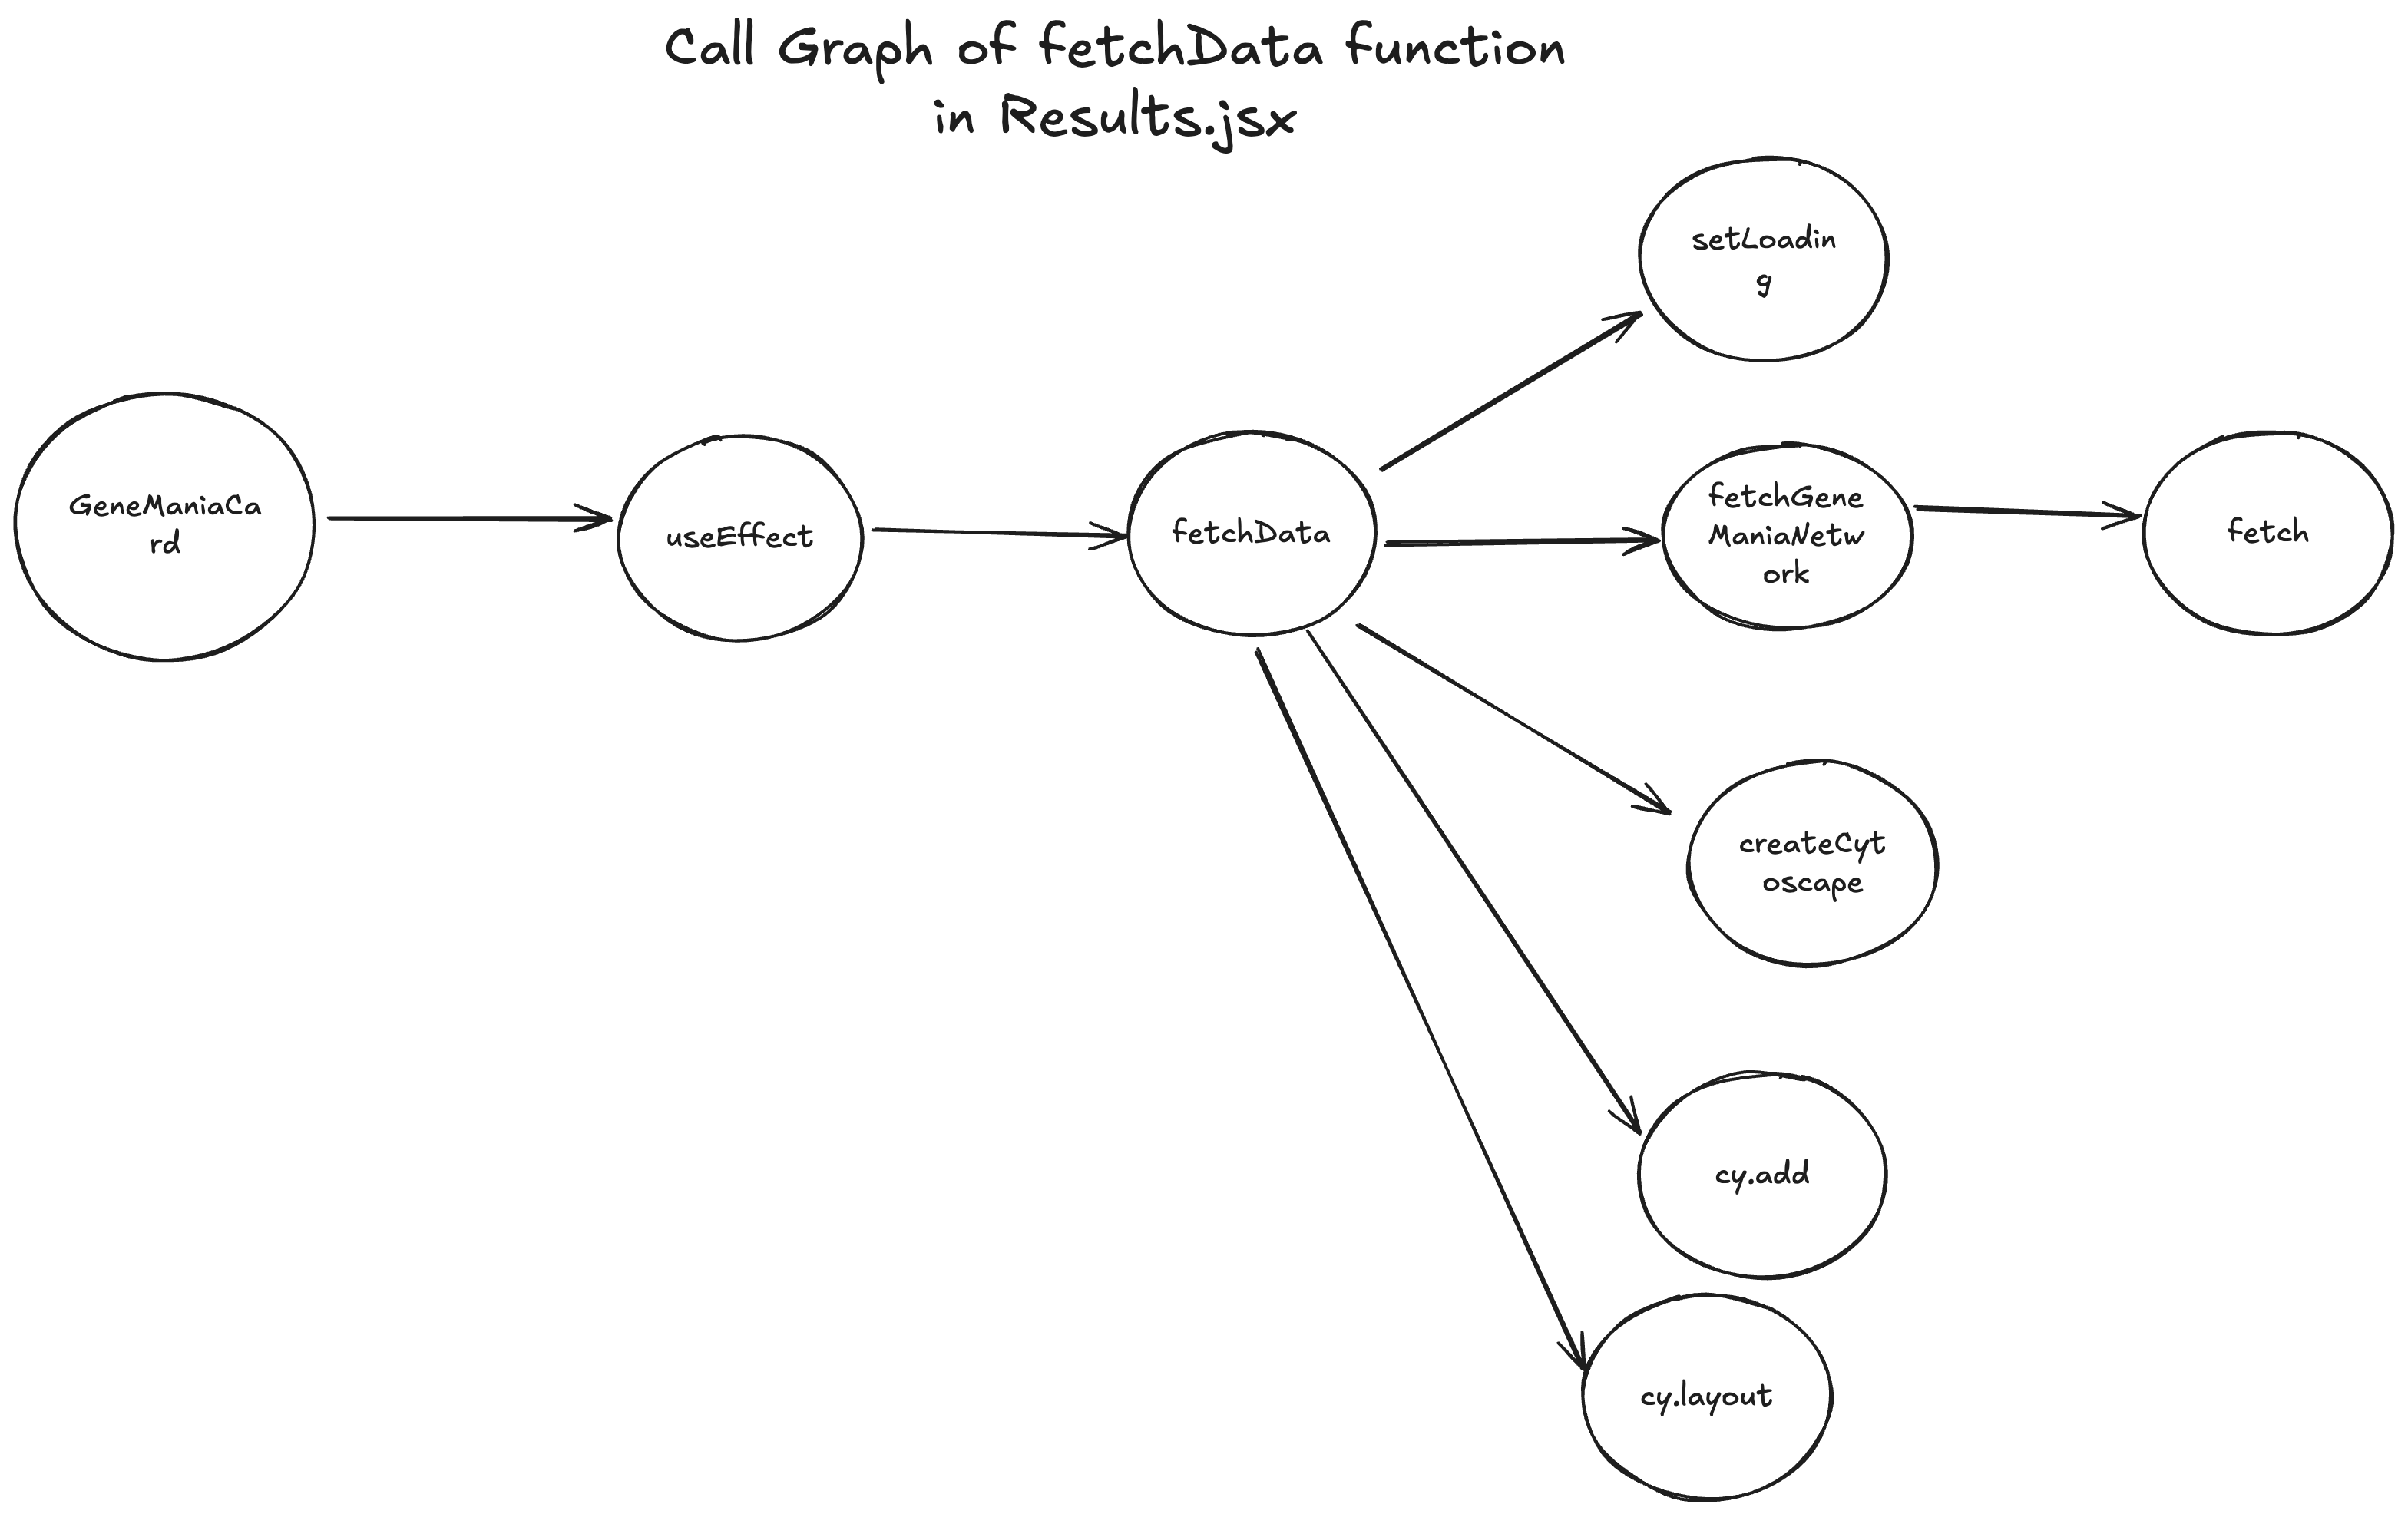 Call Graph of fetchData function
in Results.jsx
setLoadin
g
GeneManiaCa
rd
useEffect
fetchData
fetchGene
ManiaNetw
ork
fetch
createCyt
oscape
cy.add
cy.layout